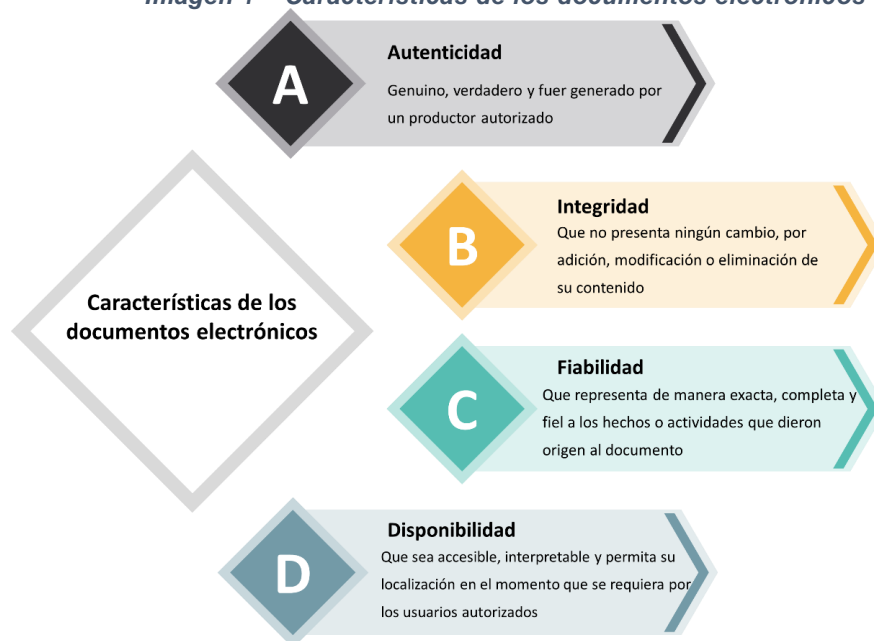 Características de los documentos electrónicos
A
Autenticidad
Genuino, verdadero y fuer generado por
un productor autorizado
B
Integridad
Que no presenta ningún cambio, por
adición, modificación o eliminación de
su contenido
Características de los
documentos electrónicos
C
Fiabilidad
Que representa de manera exacta, completa y
fiel a los hechos o actividades que dieron
origen al documento
D
Disponibilidad
Que sea accesible, interpretable y permita su
localización en el momento que se requiera por
los usuarios autorizados